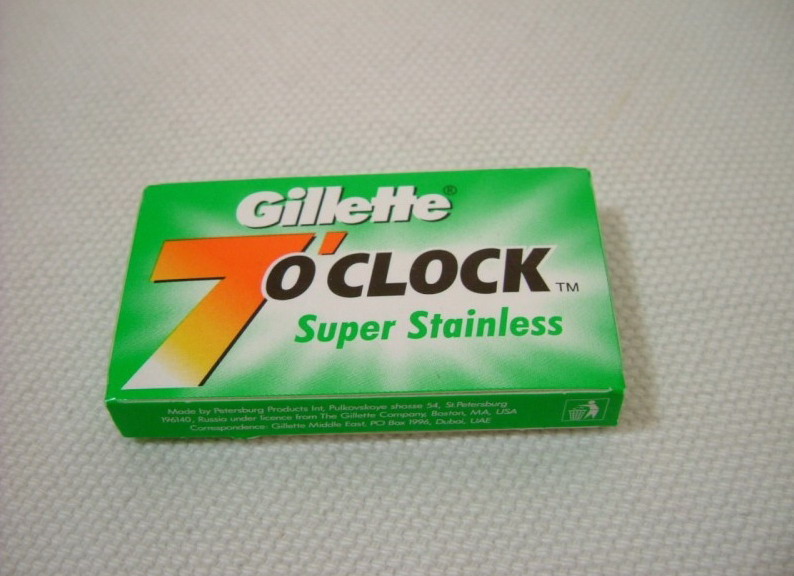 Gillette®
7 O'CLOCK™
Super Stainless
Made by Petersburg Products Int, Pulkovskoye shosse 54, St.Petersburg
196140, Russia under licence from The Gillette Company, Boston, MA, USA
Correspondence: Gillette Middle East, PO Box 1996, Dubai, UAE